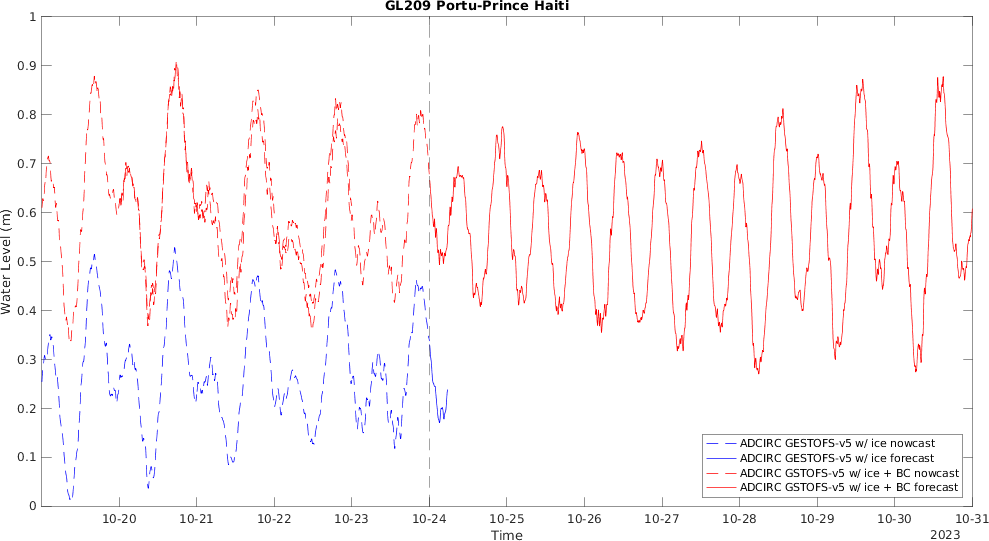 GL209 Portu-Prince Haiti
1
0.9
0.8
0.7
0.6
0.5
0.4
0.3
0.2
0.1
0
Water Level (m)
ADCIRC GESTOFS-v5 w/ ice nowcast
ADCIRC GESTOFS-v5 w/ ice forecast
ADCIRC GSTOFS-v5 w/ ice + BC nowcast
ADCIRC GSTOFS-v5 w/ ice + BC forecast
10-20 10-21 10-22 10-23 10-24 10-25 10-26 10-27 10-28 10-29 10-30 10-31
Time
2023